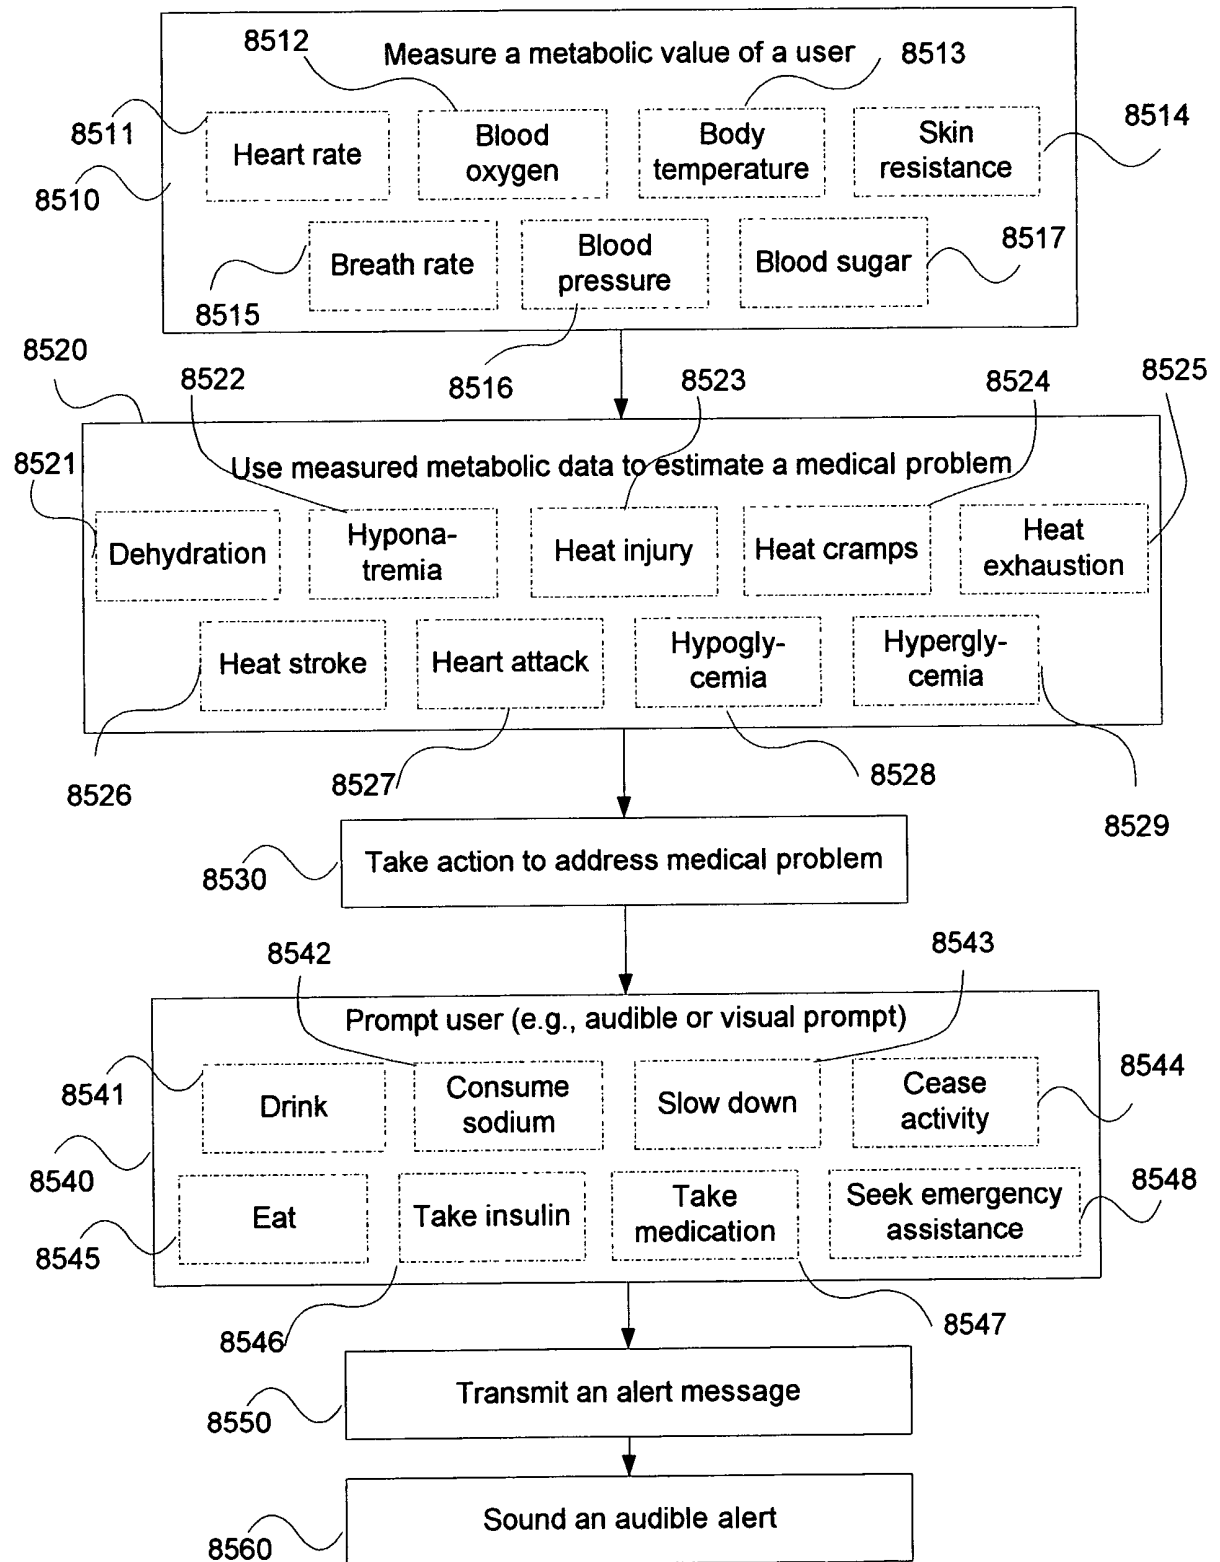 8512
Measure a metabolic value of a user
8513
8511
8514
Heart rate
Blood
oxygen
Body
temperature
Skin
resistance
8510
Breath rate
Blood
pressure
Blood sugar
8517
8515
8516
8520
8522
8523
8524
8525
8521
Use measured metabolic data to estimate a medical problem
Dehydration
Hypona-
tremia
Heat injury
Heat cramps
Heat
exhaustion
Heat stroke
Heart attack
Hypogly-
cemia
Hypergly-
cemia
8526
8527
8528
8529
8530
Take action to address medical problem
8542
8543
Prompt user (e.g., audible or visual prompt)
8541
8544
Drink
Consume
sodium
Slow down
Cease
activity
8540
8548
Eat
Take insulin
Take
medication
Seek emergency
assistance
8545
8546
8547
Transmit an alert message
8550
Sound an audible alert
8560